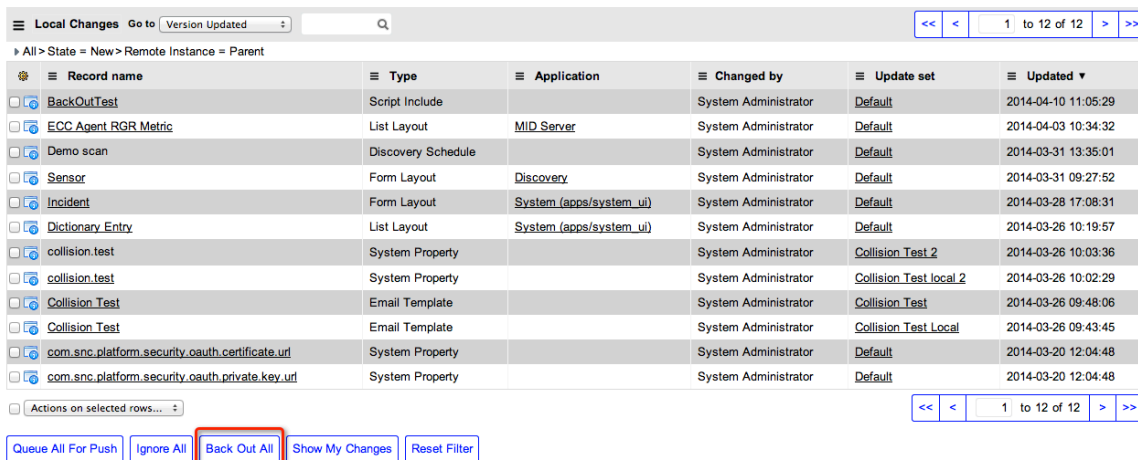 Local Changes Go to Version Updated << < 1 to 12 of 12 > >>
All > State = New > Remote Instance = Parent
Record name Type Application Changed by Update set Updated ▼
BackOutTest Script Include System Administrator Default 2014-04-10 11:05:29
ECC Agent RGR Metric List Layout MID Server System Administrator Default 2014-04-03 10:34:32
Demo scan Discovery Schedule System Administrator Default 2014-03-31 13:35:01
Sensor Form Layout Discovery System Administrator Default 2014-03-31 09:27:52
Incident Form Layout System (apps/system_ui) System Administrator Default 2014-03-28 17:08:31
Dictionary Entry List Layout System (apps/system_ui) System Administrator Default 2014-03-26 10:19:57
collision.test System Property System Administrator Collision Test 2 2014-03-26 10:03:36
collision.test System Property System Administrator Collision Test local 2 2014-03-26 10:02:29
Collision Test Email Template System Administrator Collision Test 2014-03-26 09:48:06
Collision Test Email Template System Administrator Collision Test Local 2014-03-26 09:43:45
com.snc.platform.security.oauth.certificate.url System Property System Administrator Default 2014-03-20 12:04:48
com.snc.platform.security.oauth.private.key.url System Property System Administrator Default 2014-03-20 12:04:48
Actions on selected rows... << < 1 to 12 of 12 > >>
Queue All For Push Ignore All Back Out All Show My Changes Reset Filter